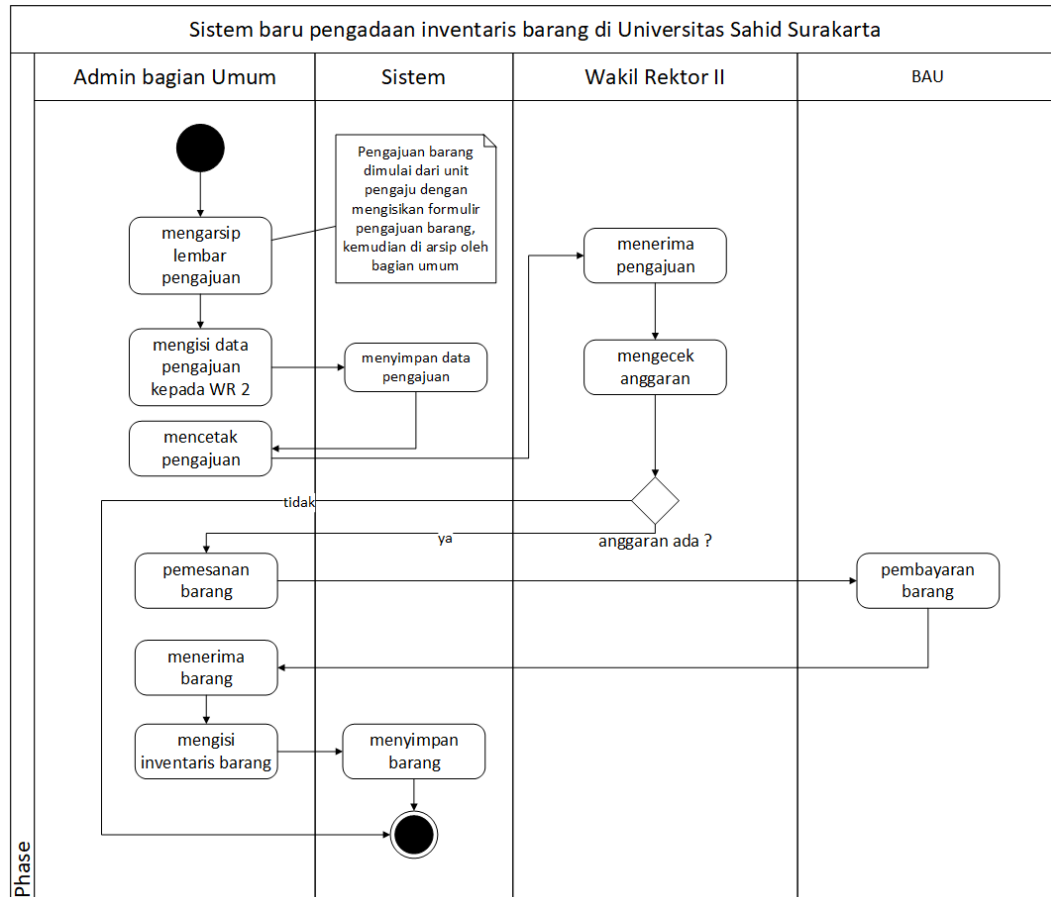 Sistem baru pengadaan inventaris barang di Universitas Sahid Surakarta
Admin bagian Umum
Sistem
Wakil Rektor II
BAU
Pengajuan barang
dimulai dari unit
pengaju dengan
mengisikan formulir
pengajuan barang,
kemudian di arsip oleh
bagian umum
mengarsip
lembar
pengajuan
menerima
pengajuan
mengisi data
pengajuan
kepada WR 2
menyimpan data
pengajuan
mengecek
anggaran
mencetak
pengajuan
tidak
ya
anggaran ada ?
pemesanan
barang
pembayaran
barang
menerima
barang
mengisi
inventaris barang
menyimpan
barang
Phase